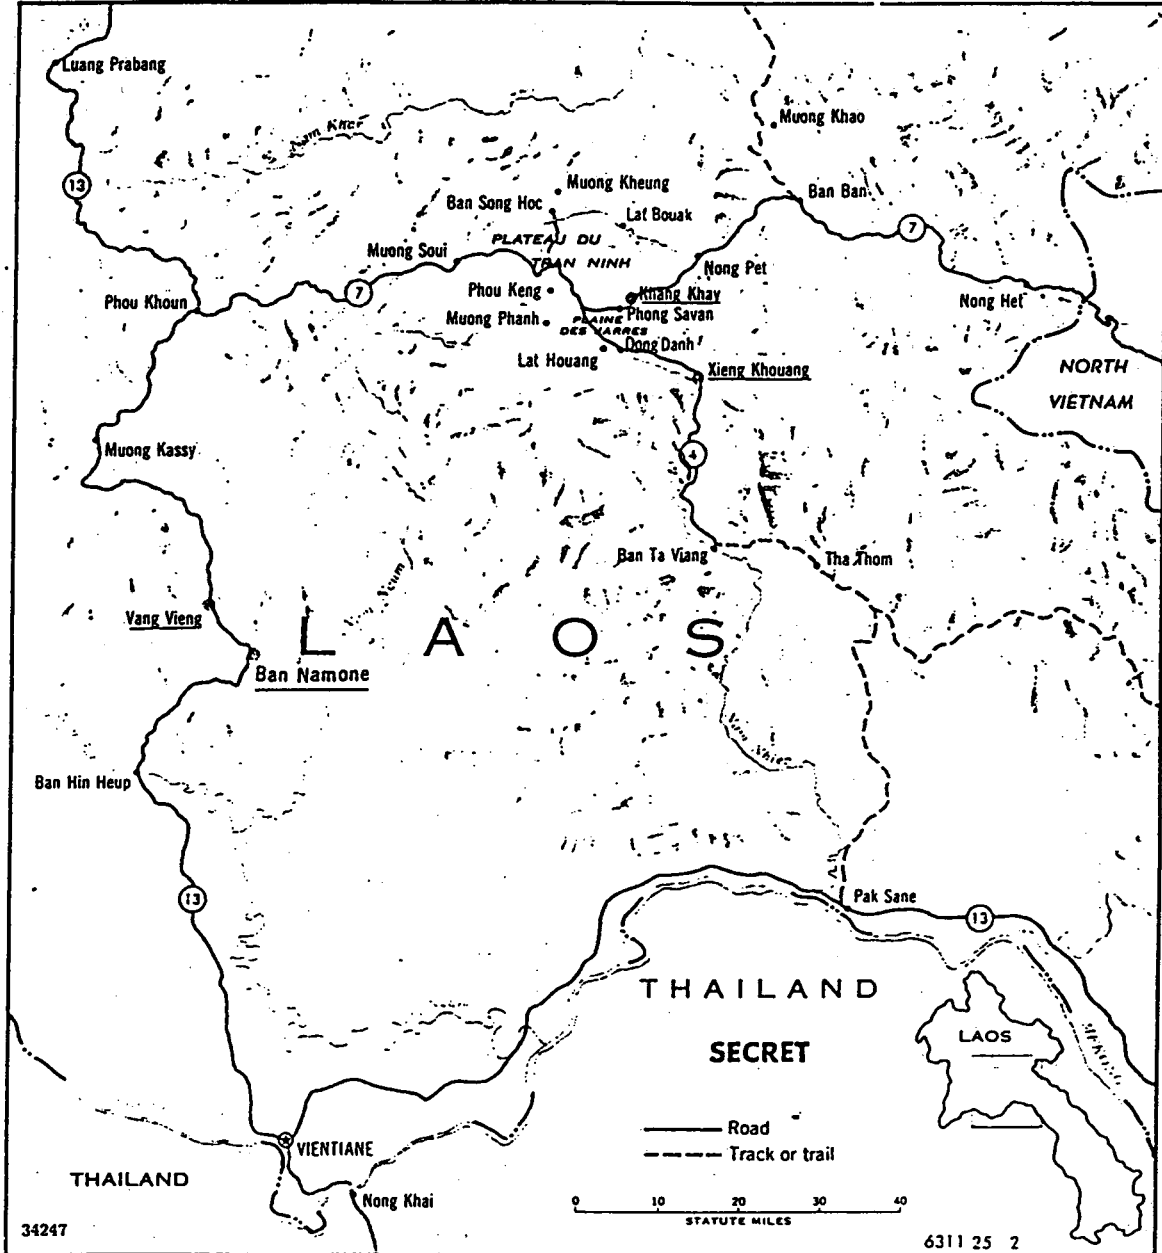 Luang Prabang
Nam Khan
Muong Khao
13
Muong Kheung
Ban Ban
Ban Song Hoc
Lat Bouak
7
PLATEAU DU
TRAN NINH
Muong Soui
Nong Pet
Phou Khoun
7
Phou Keng
Khang Khay
Nong Het
Muong Phanh
PLAINE
DES JARRES
Phong Savan
Dong Danh
Lat Houang
Xieng Khouang
NORTH
VIETNAM
Muong Kassy
4
Ban Ta Viang
Tha Thom
Vang Vieng
LAOS
Ban Namone
Ban Hin Heup
13
Pak Sane
13
THAILAND
SECRET
LAOS
Road
Track or trail
VIENTIANE
THAILAND
Nong Khai
0 10 20 30 40
STATUTE MILES
34247
6311 25 2